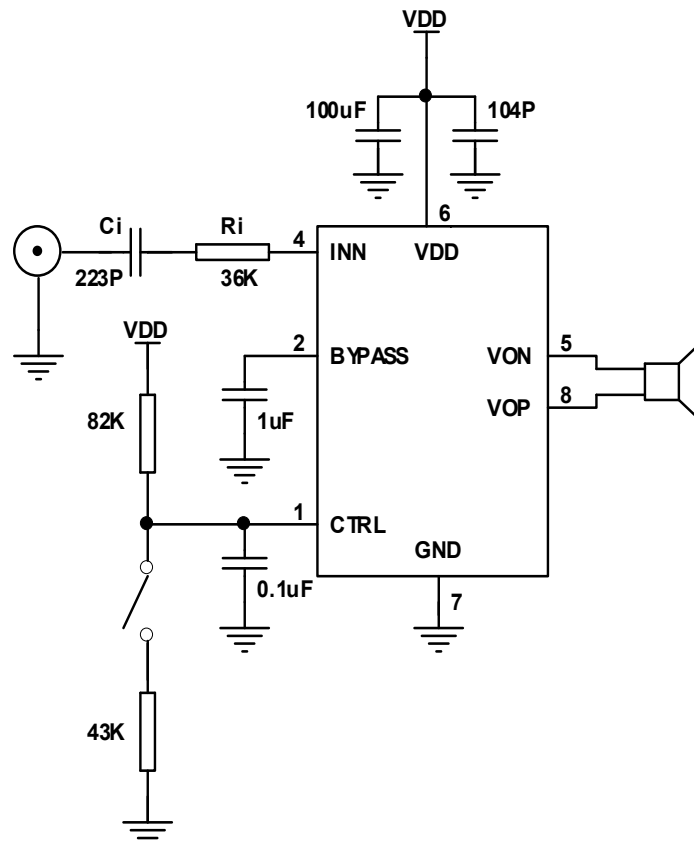 VDD
100uF
104P
6
Ci
Ri
4
INN
VDD
223P
36K
VDD
2
BYPASS
VON
5
82K
1uF
VOP
8
1
CTRL
GND
0.1uF
7
43K